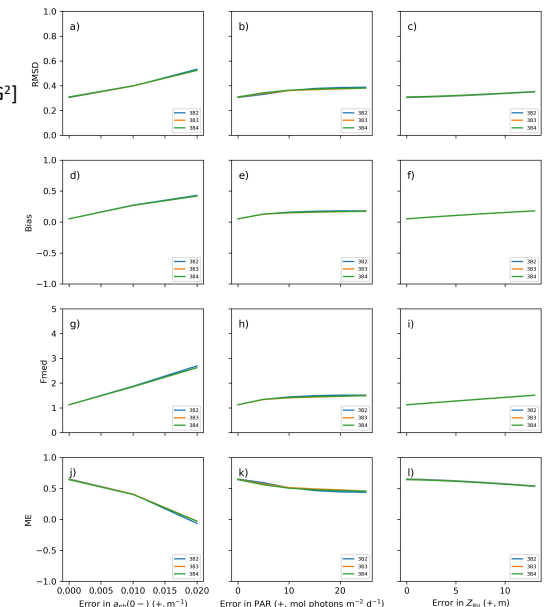 G²]
1.0
0.8
0.6
0.4
0.2
0.0
RMSD
a)
382
383
384
b)
382
383
384
c)
382
383
384
1.0
0.5
0.0
−0.5
−1.0
Bias
d)
382
383
384
e)
382
383
384
f)
382
383
384
5
4
3
2
1
0
Fmed
g)
382
383
384
h)
382
383
384
i)
382
383
384
1.0
0.5
0.0
−0.5
−1.0
ME
j)
382
383
384
k)
382
383
384
l)
382
383
384
0.000 0.005 0.010 0.015 0.020
0 10 20
0 5 10
Error in aₚₕ(0−) (+, m⁻¹)
Error in PAR (+, mol photons m⁻² d⁻¹)
Error in Zₑᵤ (+, m)